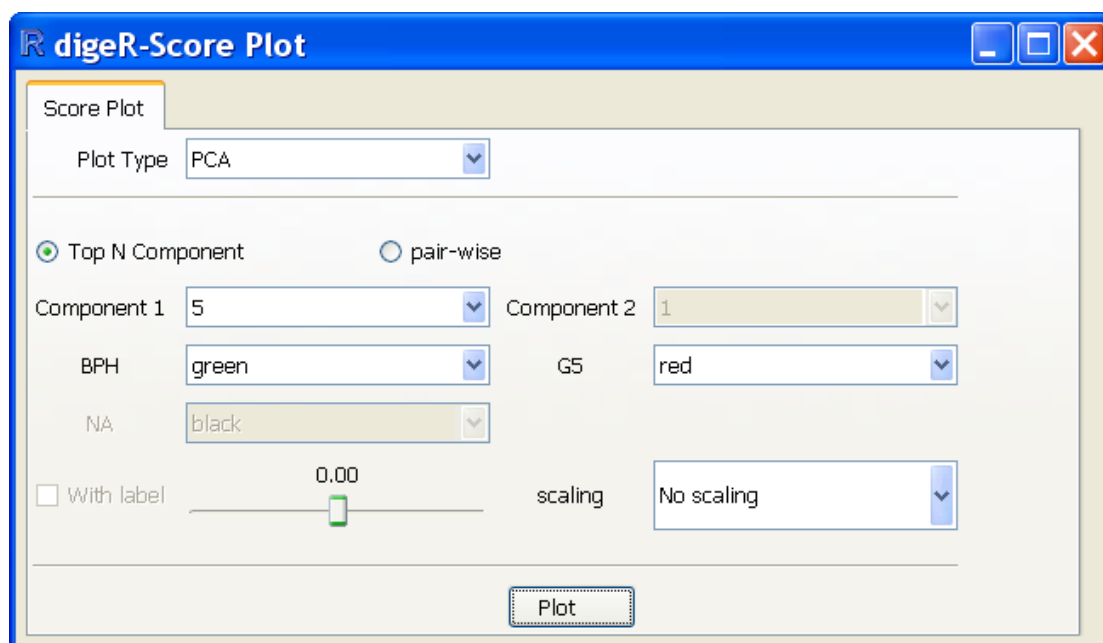 R digeR-Score Plot
Score Plot
Plot Type PCA
Top N Component pair-wise
Component 1 5 Component 2 1
BPH green G5 red
NA black
0.00
With label scaling No scaling
Plot